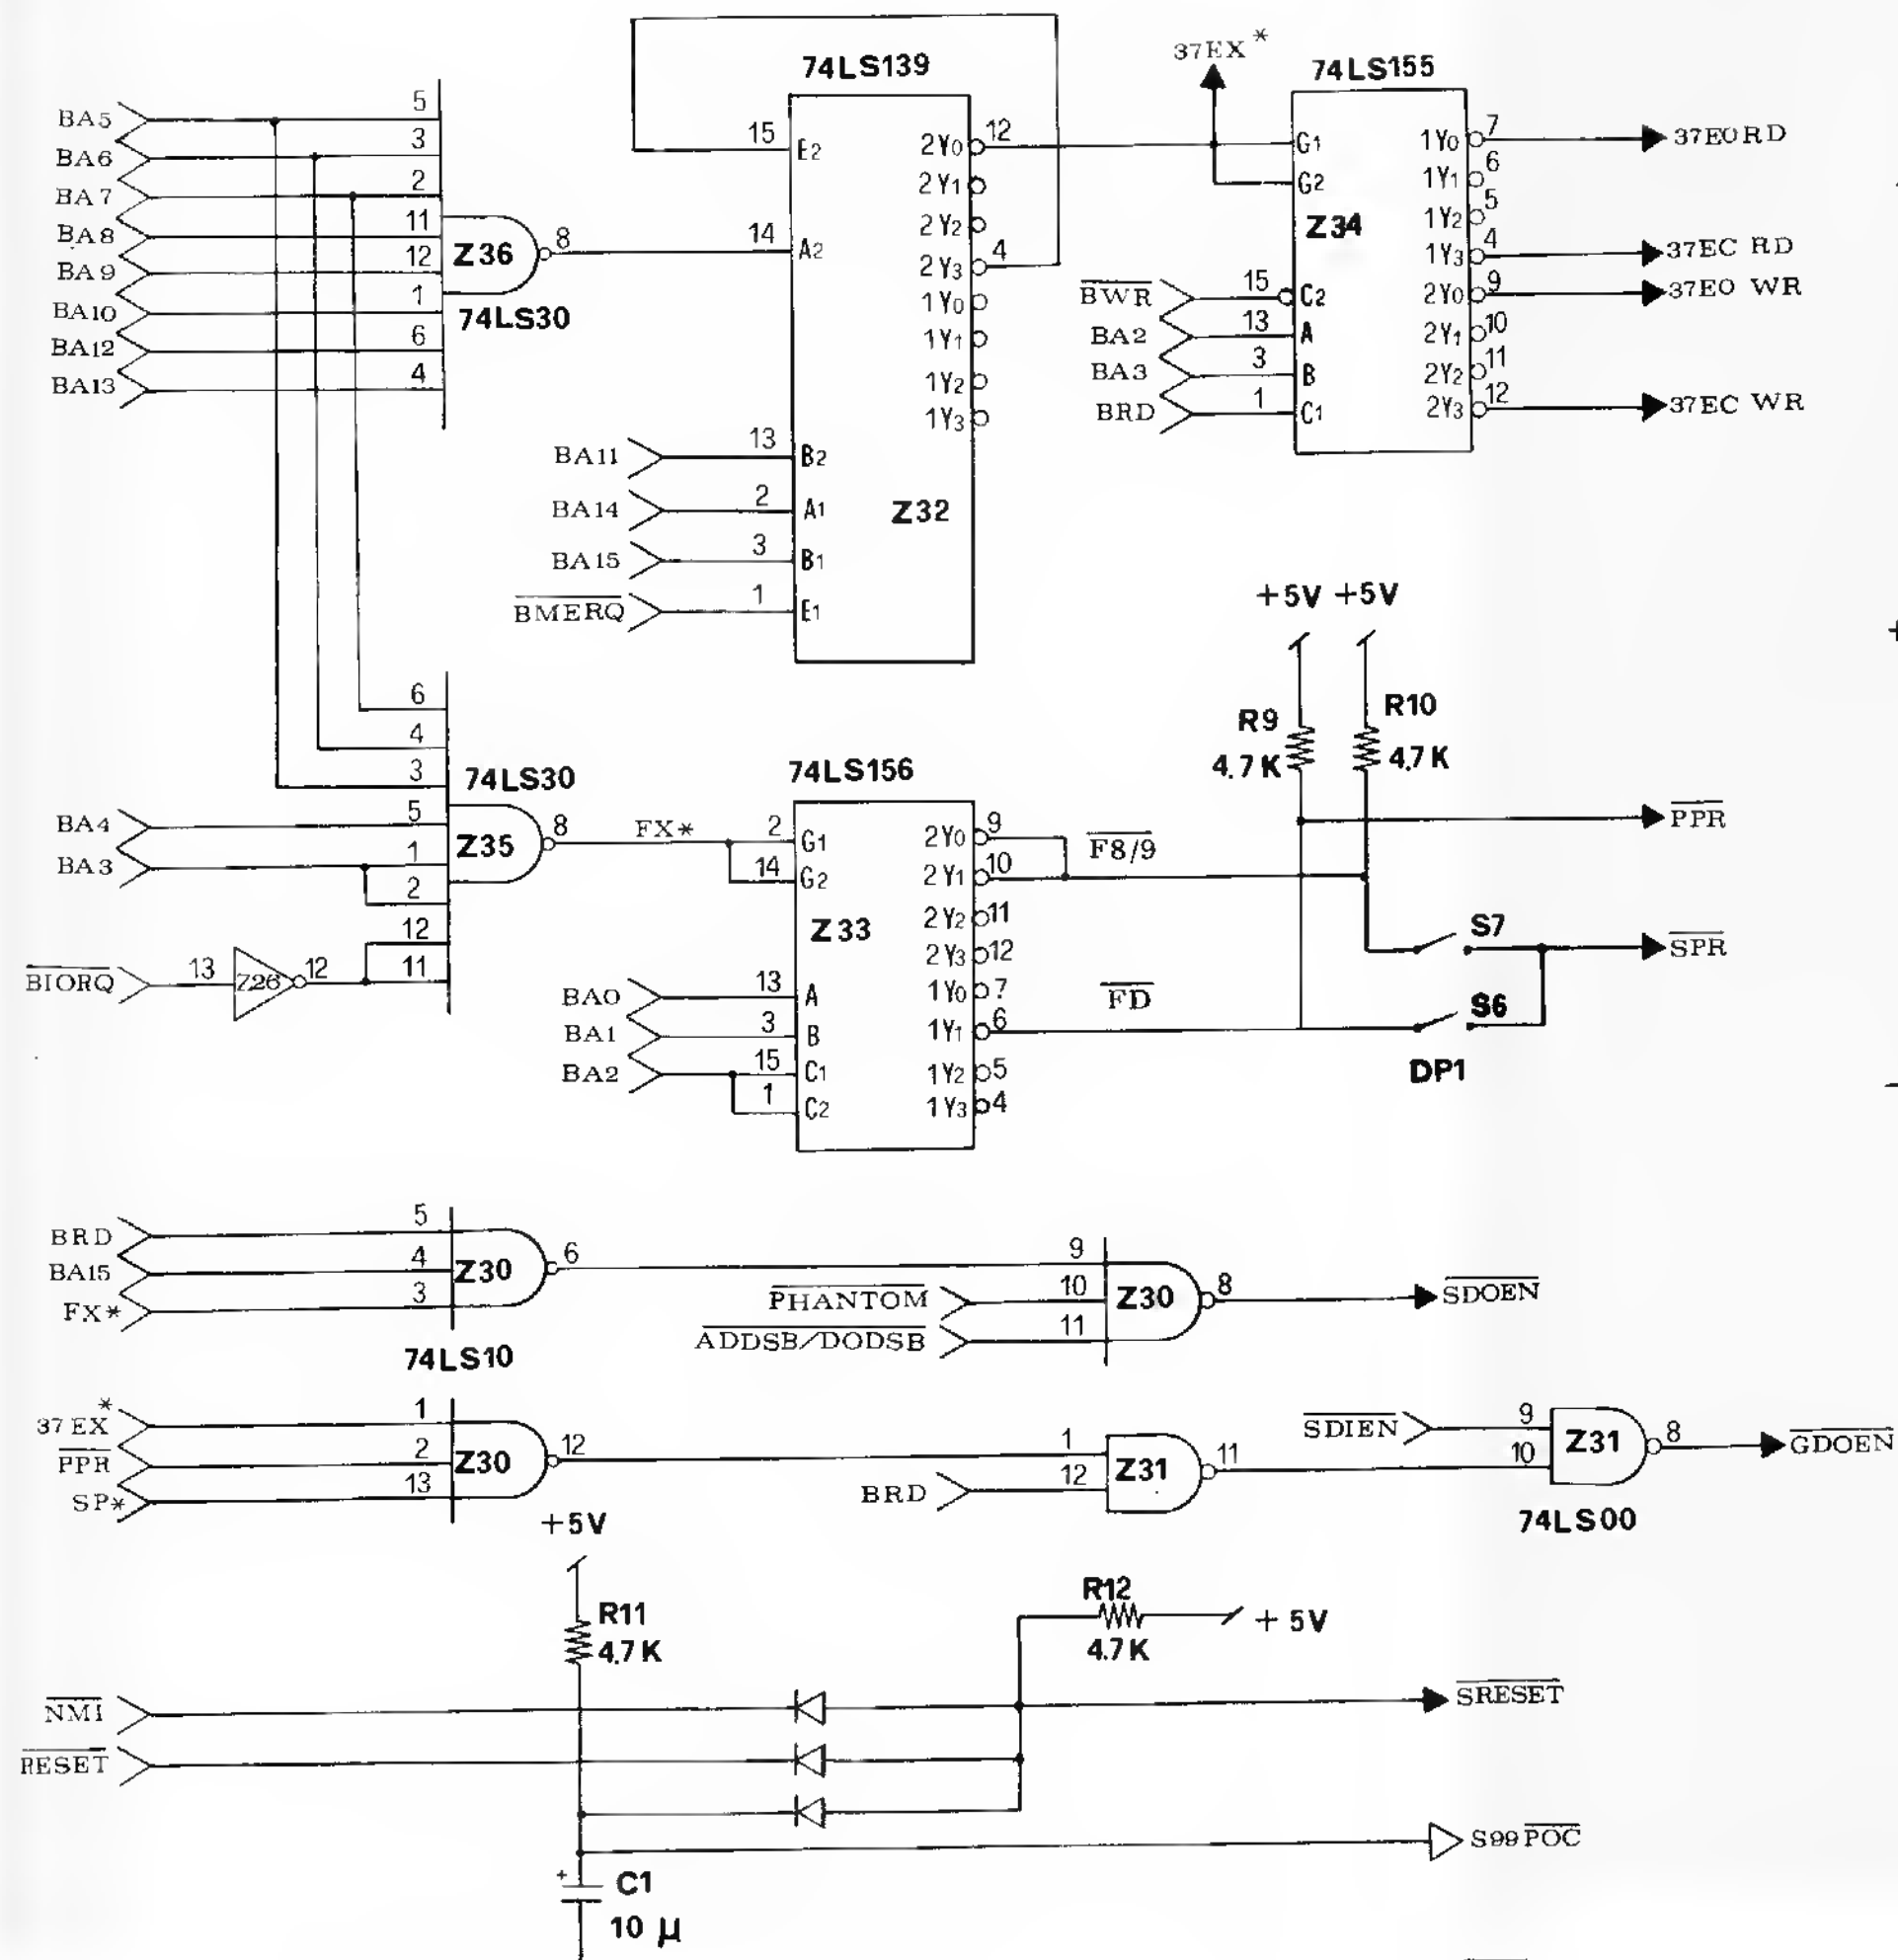 37EX*
74LS139
74LS155
BA5
5
BA6
3
BA7
2
BA8
11
BA9
12
BA10
1
BA12
6
BA13
4
Z36
8
74LS30
15 E2
14 A2
13 B2
BA11
2 A1
BA14
3 B1
BA15
1 E1
BMERQ
Z32
2Y0 12
2Y1
2Y2
2Y3 4
1Y0
1Y1
1Y2
1Y3
G1
G2
Z34
BWR 15 C2
BA2 13 A
BA3 3 B
BRD 1 C1
1Y0 7 37E0RD
1Y1 6
1Y2 5
1Y3 4 37EC RD
2Y0 9 37E0 WR
2Y1 10
2Y2 11
2Y3 12 37EC WR
+5V +5V
R9
4.7K
R10
4.7K
6
4
3
74LS30
BA4 5
BA3 1
2
12
11
Z35
8
FX*
BIORQ 13 Z26 12
74LS156
2 G1
14 G2
Z33
BA0 13 A
BA1 3 B
BA2 15 C1
1 C2
2Y0 9
2Y1 10
2Y2 11
2Y3 12
1Y0 7
1Y1 6
1Y2 5
1Y3 4
F8/9
FD
PPR
S7
SPR
S6
DP1
BRD 5
BA15 4
FX* 3
Z30 6
74LS10
9
PHANTOM 10
ADDSB/DODSB 11
Z30 8
SDOEN
37EX* 1
PPR 2
SP* 13
Z30 12
1
BRD 12
Z31 11
SDIEN 9
10
Z31 8
GDOEN
74LS00
+5V
R11
4.7K
R12
4.7K
+5V
NMI
SRESET
RESET
S99 POC
+
C1
10 µ